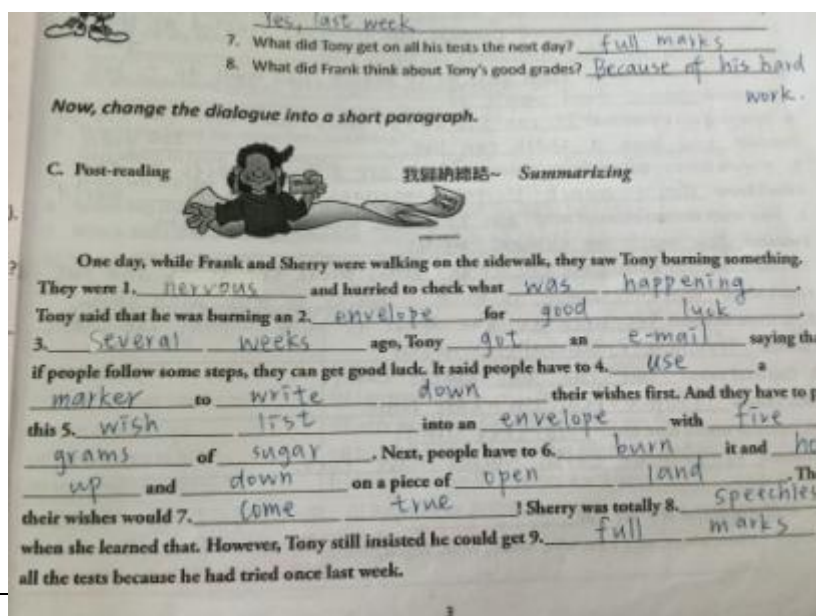 Yes, last week
7. What did Tony get on all his tests the next day? full marks
8. What did Frank think about Tony's good grades? Because of his hard
work.
Now, change the dialogue into a short paragraph.
C. Post-reading 我歸納總結~ Summarizing
One day, while Frank and Sherry were walking on the sidewalk, they saw Tony burning something.
They were 1. nervous and hurried to check what was happening.
Tony said that he was burning an 2. envelope for good luck.
3. Several weeks ago, Tony got an e-mail saying tha
if people follow some steps, they can get good luck. It said people have to 4. use a
marker to write down their wishes first. And they have to p
this 5. wish list into an envelope with five
grams of sugar. Next, people have to 6. burn it and ho
up and down on a piece of open land. Th
their wishes would 7. come true! Sherry was totally 8. speechles
when she learned that. However, Tony still insisted he could get 9. full marks
all the tests because he had tried once last week.
3